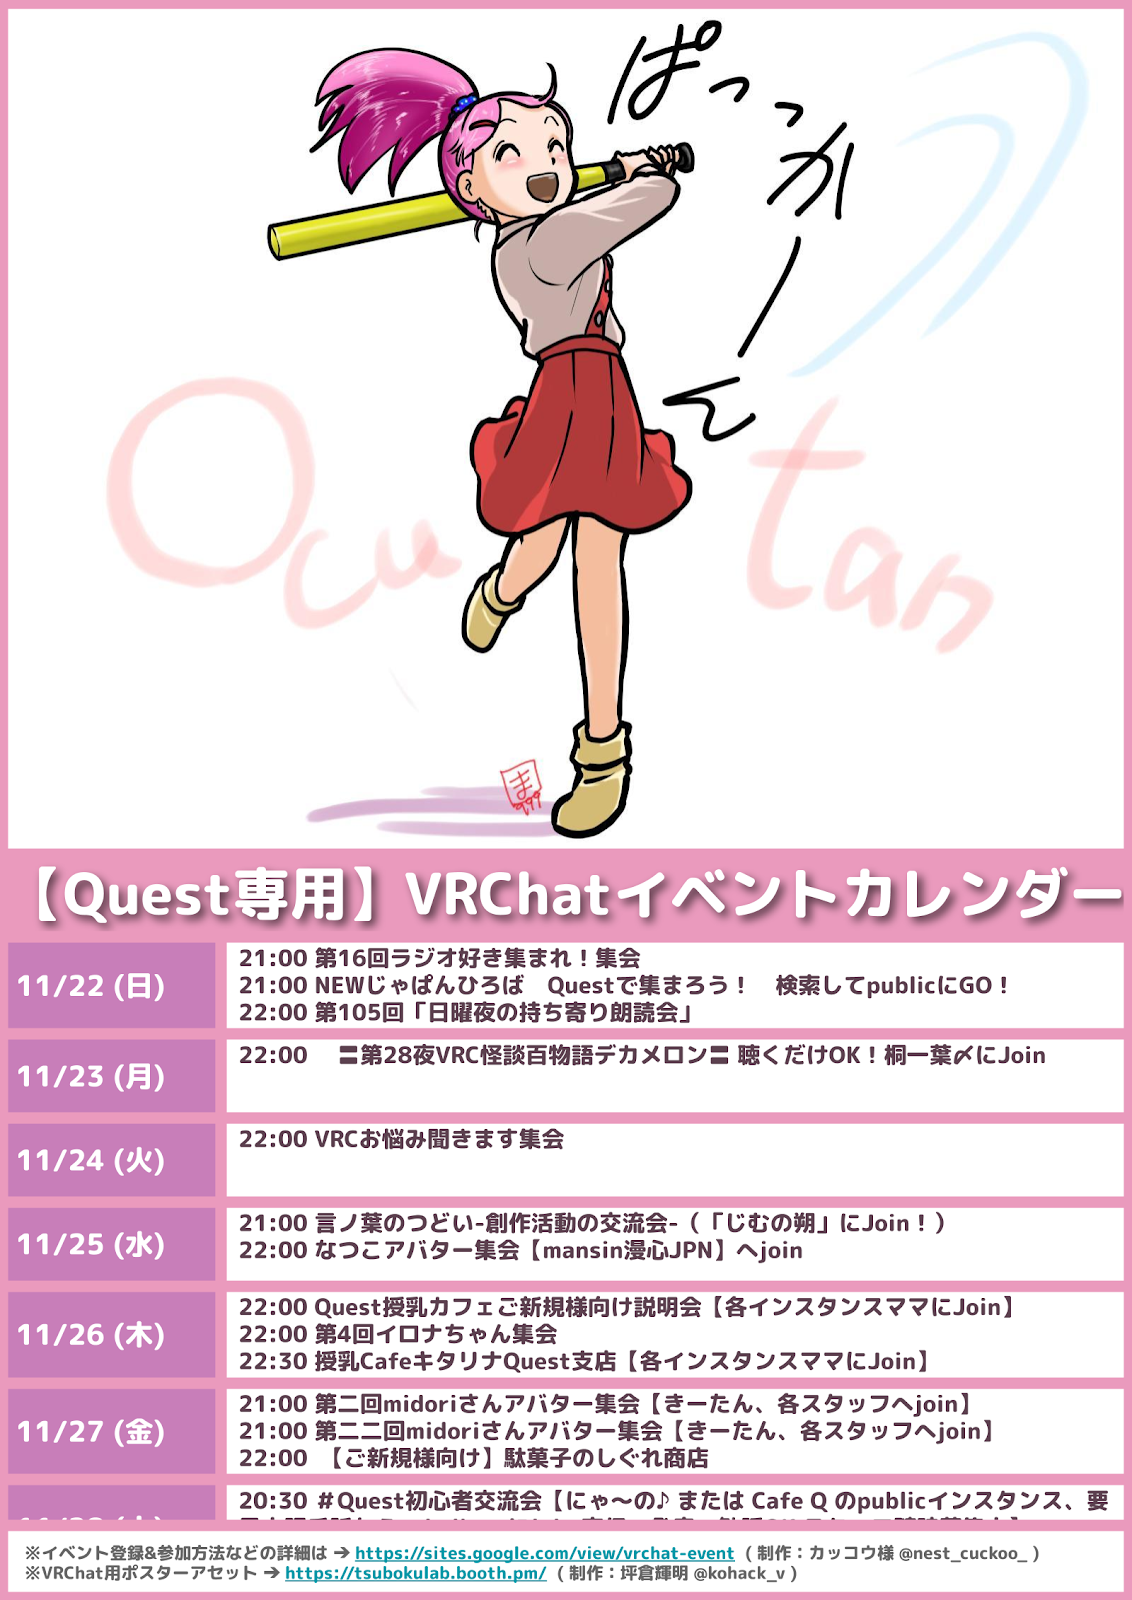 ぱっっかーん
Ocu tan
ま
999
【Quest専用】VRChatイベントカレンダー
11/22 (日)
21:00 第16回ラジオ好き集まれ！集会
21:00 NEWじゃぱんひろば　Questで集まろう！　検索してpublicにGO！
22:00 第105回「日曜夜の持ち寄り朗読会」
11/23 (月)
22:00 　〓第28夜VRC怪談百物語デカメロン〓 聴くだけOK！桐一葉〆にJoin
11/24 (火)
22:00 VRCお悩み聞きます集会
11/25 (水)
21:00 言ノ葉のつどい-創作活動の交流会-（「じむの朔」にJoin！）
22:00 なつこアバター集会【mansin漫心JPN】へjoin
11/26 (木)
22:00 Quest授乳カフェご新規様向け説明会【各インスタンスママにJoin】
22:00 第4回イロナちゃん集会
22:30 授乳CafeキタリナQuest支店【各インスタンスママにJoin】
11/27 (金)
21:00 第二回midoriさんアバター集会【きーたん、各スタッフへjoin】
21:00 第二二回midoriさんアバター集会【きーたん、各スタッフへjoin】
22:00 【ご新規様向け】駄菓子のしぐれ商店
20:30 ＃Quest初心者交流会【にゃ～の♪ または Cafe Q のpublicインスタンス、要
※イベント登録&参加方法などの詳細は ➔ https://sites.google.com/view/vrchat-event （ 制作：カッコウ様 @nest_cuckoo_ ）
※VRChat用ポスターアセット ➔ https://tsubokulab.booth.pm/ （ 制作：坪倉輝明 @kohack_v ）